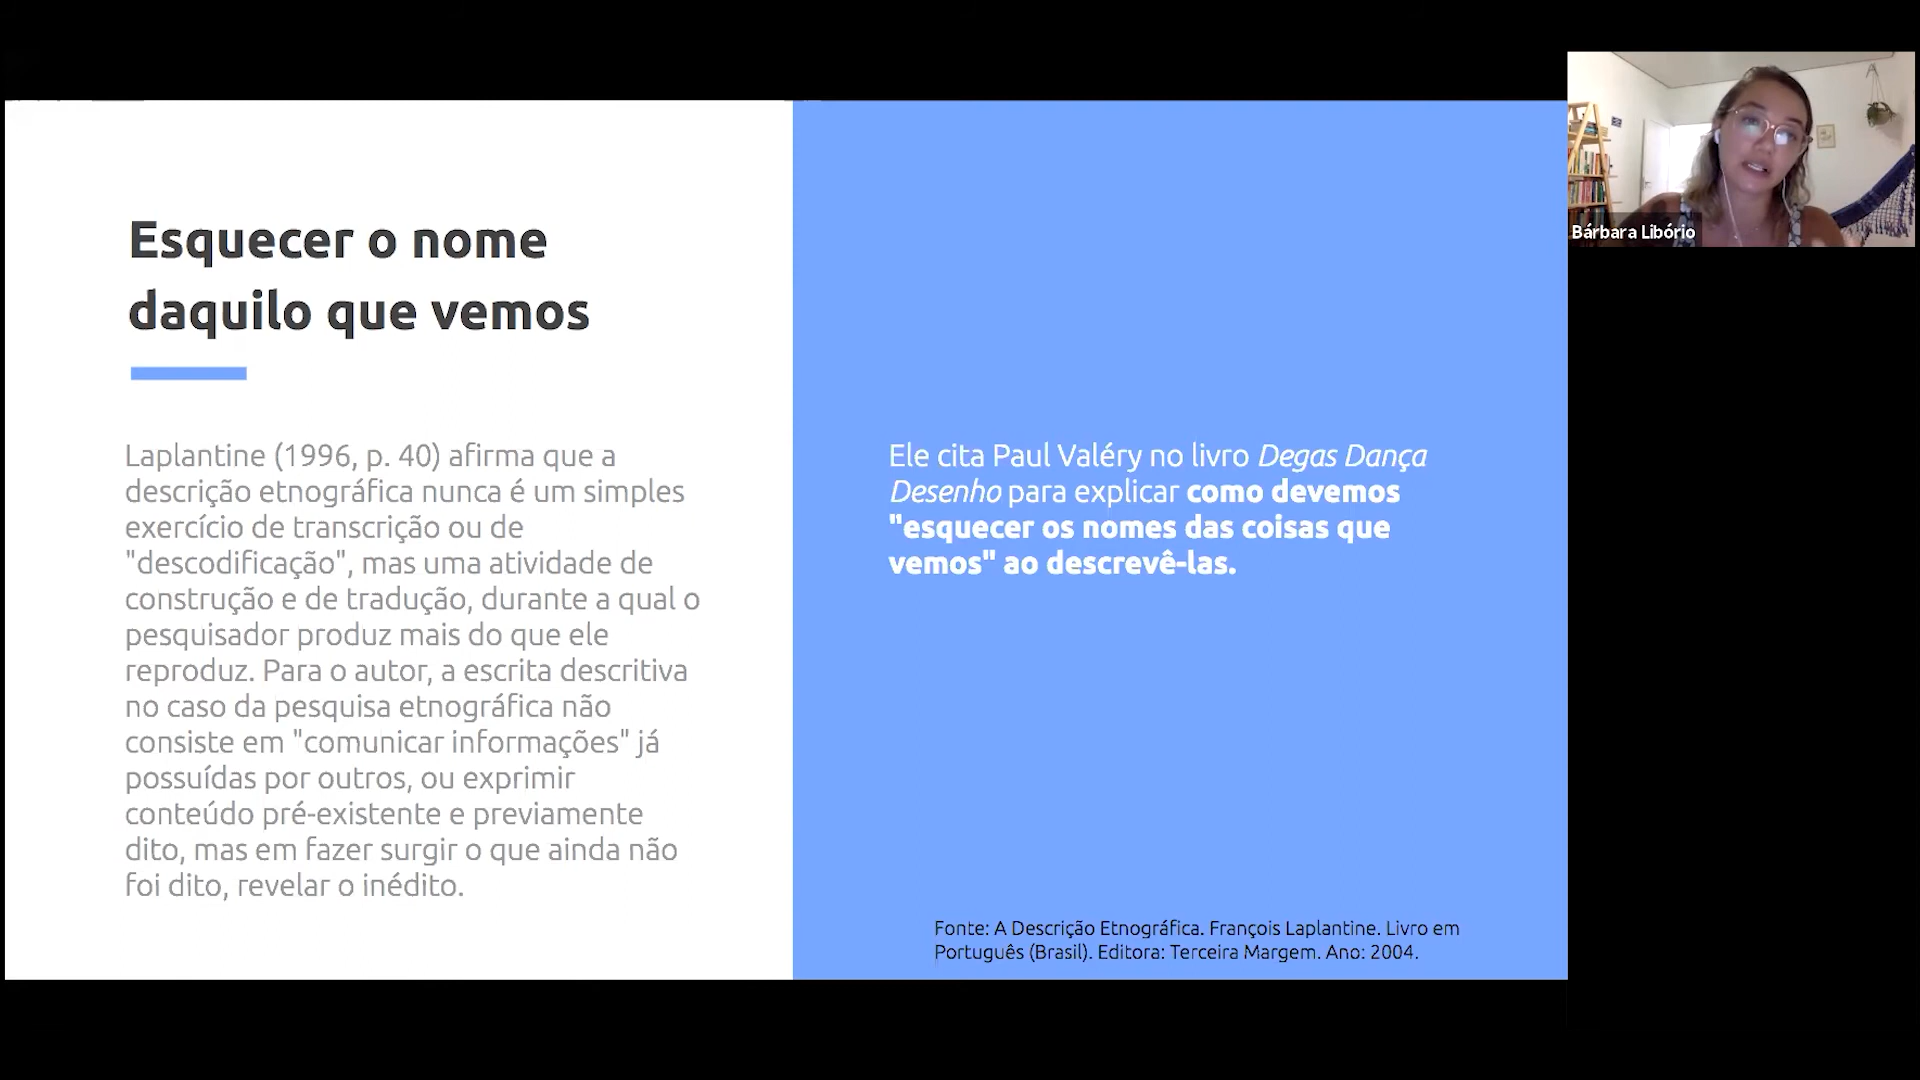 Esquecer o nome
daquilo que vemos
Laplantine (1996, p. 40) afirma que a
descrição etnográfica nunca é um simples
exercício de transcrição ou de
"descodificação", mas uma atividade de
construção e de tradução, durante a qual o
pesquisador produz mais do que ele
reproduz. Para o autor, a escrita descritiva
no caso da pesquisa etnográfica não
consiste em "comunicar informações" já
possuídas por outros, ou exprimir
conteúdo pré-existente e previamente
dito, mas em fazer surgir o que ainda não
foi dito, revelar o inédito.
Ele cita Paul Valéry no livro Degas Dança
Desenho para explicar como devemos
"esquecer os nomes das coisas que
vemos" ao descrevê-las.
Fonte: A Descrição Etnográfica. François Laplantine. Livro em
Português (Brasil). Editora: Terceira Margem. Ano: 2004.
Bárbara Libório